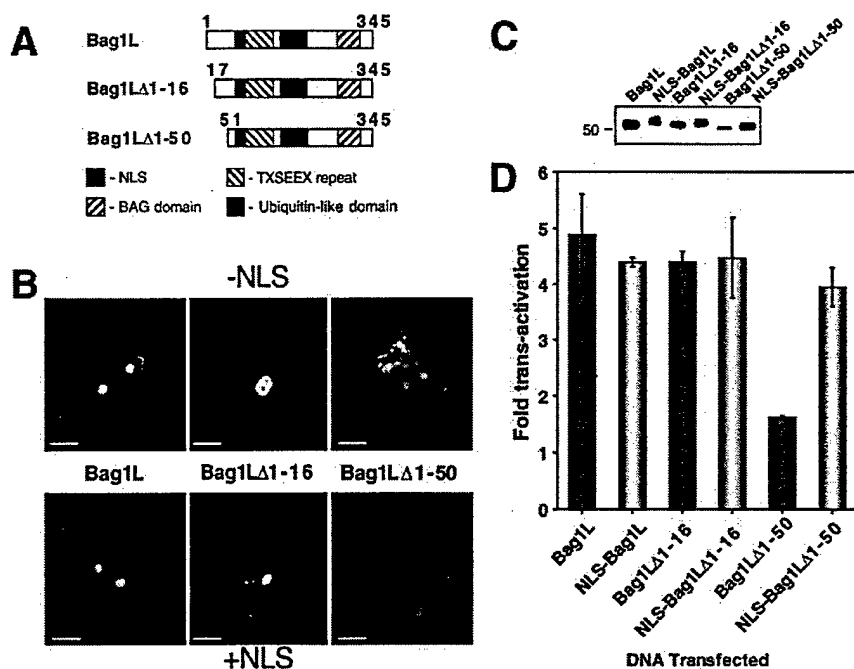 A
1 345
Bag1L
17 345
Bag1LΔ1-16
51 345
Bag1LΔ1-50
- NLS - TXSEEX repeat
- BAG domain - Ubiquitin-like domain
B
-NLS
Bag1L Bag1LΔ1-16 Bag1LΔ1-50
+NLS
C
Bag1L NLS-Bag1L Bag1LΔ1-16 NLS-Bag1LΔ1-16 Bag1LΔ1-50 NLS-Bag1LΔ1-50
50
D
Fold trans-activation
6
5
4
3
2
1
0
Bag1L NLS-Bag1L Bag1LΔ1-16 NLS-Bag1LΔ1-16 Bag1LΔ1-50 NLS-Bag1LΔ1-50
DNA Transfected